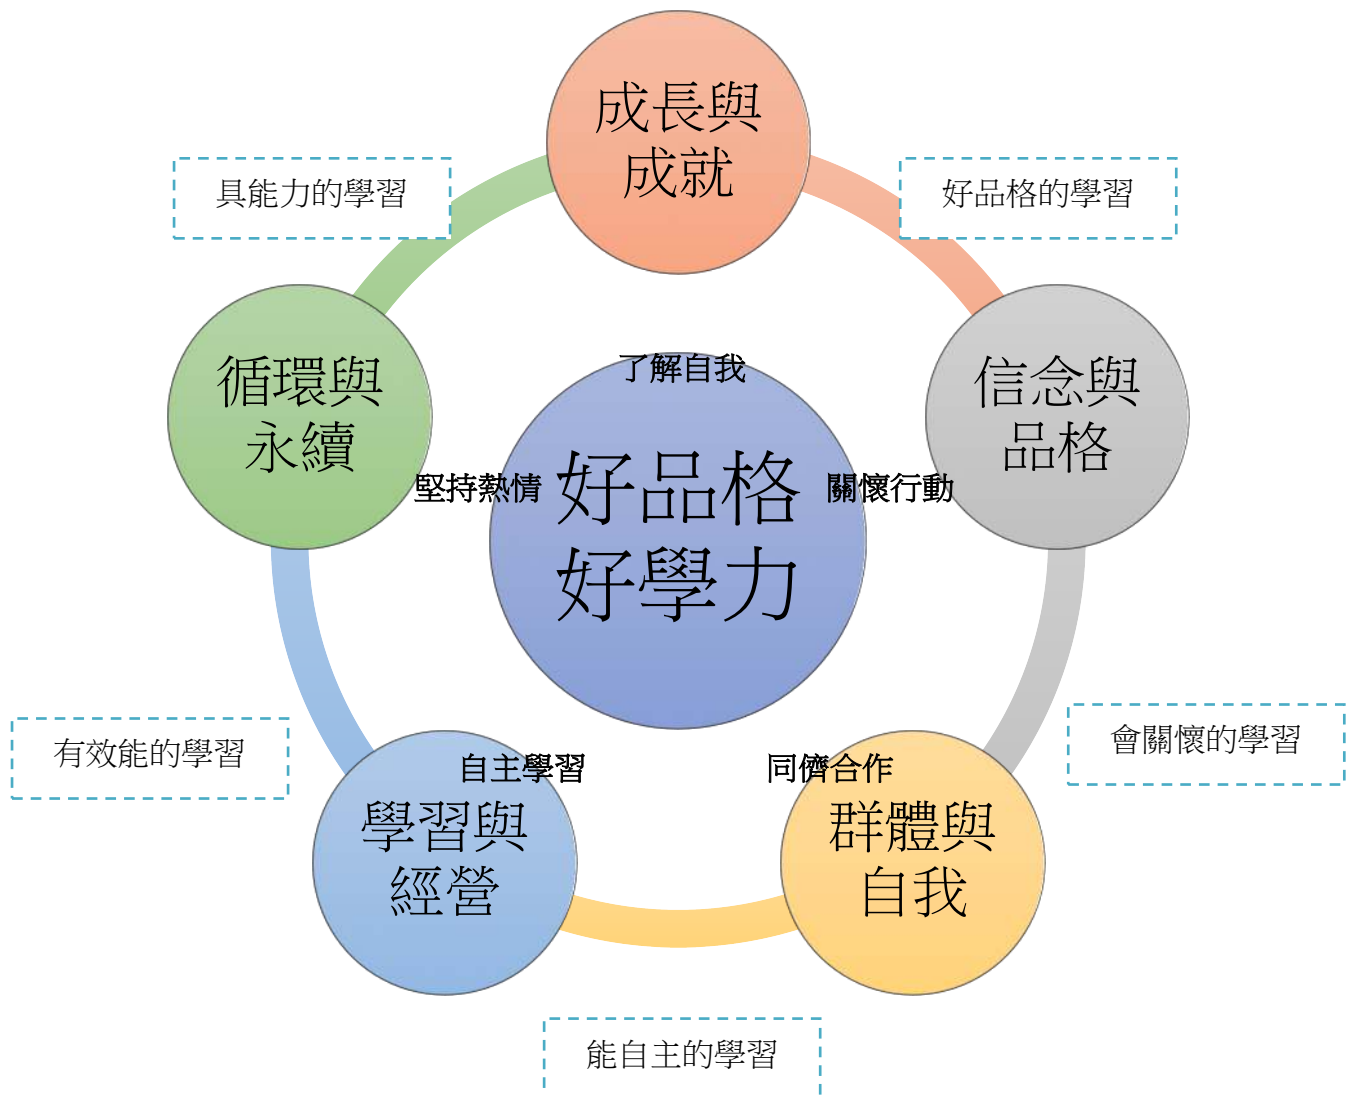 成長與
成就
具能力的學習
好品格的學習
循環與
永續
了解自我
信念與
品格
堅持熱情
好品格
好學力
關懷行動
有效能的學習
會關懷的學習
自主學習
學習與
經營
同儕合作
群體與
自我
能自主的學習